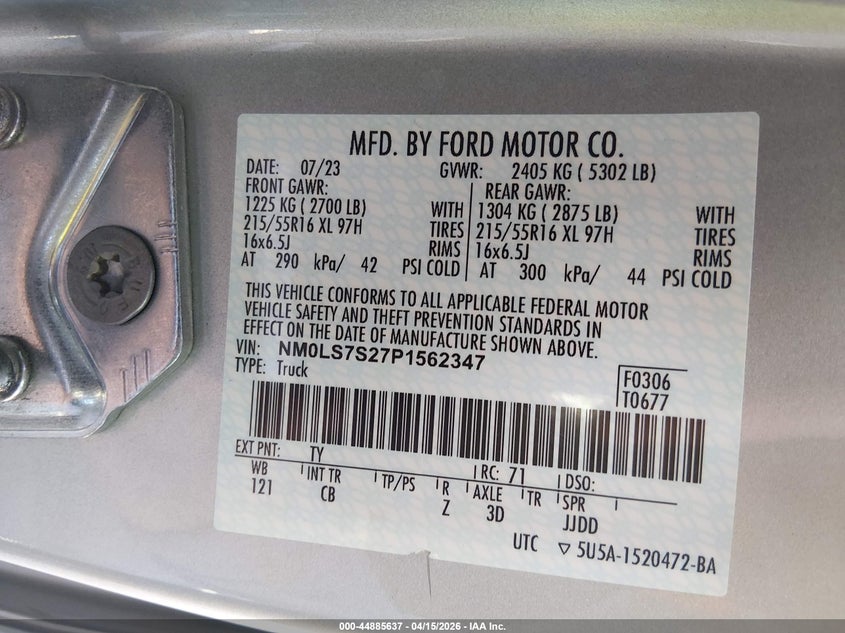 MFD. BY FORD MOTOR CO.
DATE: 07/23 GVWR: 2405 KG ( 5302 LB)
FRONT GAWR: REAR GAWR:
1225 KG ( 2700 LB) WITH 1304 KG ( 2875 LB) WITH
215/55R16 XL 97H TIRES 215/55R16 XL 97H TIRES
16x6.5J RIMS 16x6.5J RIMS
AT 290 kPa/ 42 PSI COLD AT 300 kPa/ 44 PSI COLD
THIS VEHICLE CONFORMS TO ALL APPLICABLE FEDERAL MOTOR
VEHICLE SAFETY AND THEFT PREVENTION STANDARDS IN
EFFECT ON THE DATE OF MANUFACTURE SHOWN ABOVE.
VIN: NM0LS7S27P1562347
TYPE: Truck
F0306
T0677
EXT PNT: TY RC: 71 DSO:
WB INT TR TP/PS R AXLE TR SPR
121 CB Z 3D JJDD
UTC ▽ 5U5A-1520472-BA
000-44885637 - 04/15/2026 - IAA Inc.